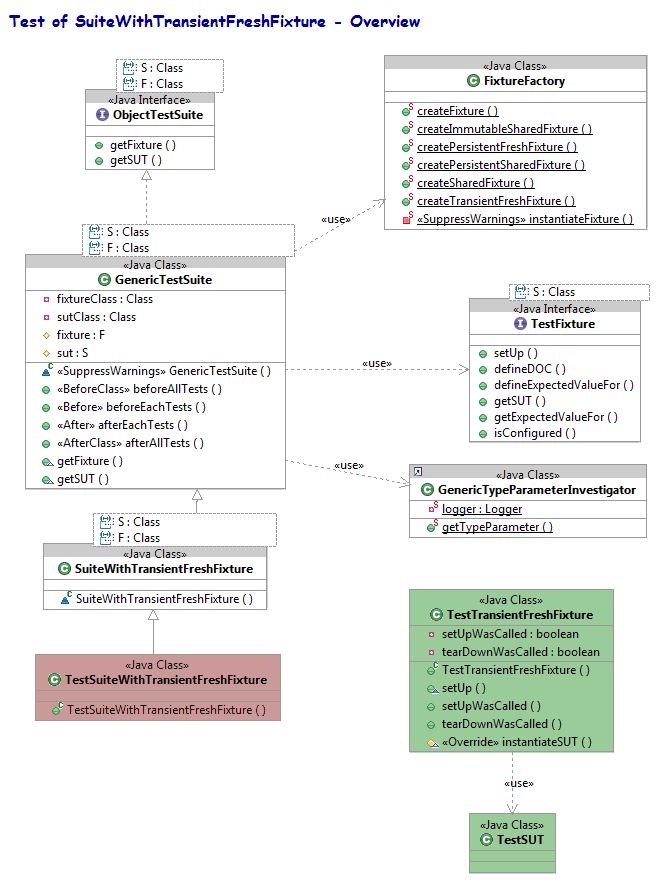 Test of SuiteWithTransientFreshFixture - Overview
S : Class
F : Class
«Java Interface»
ObjectTestSuite
getFixture ( )
getSUT ( )
«Java Class»
FixtureFactory
createFixture ( )
createImmutableSharedFixture ( )
createPersistentFreshFixture ( )
createPersistentSharedFixture ( )
createSharedFixture ( )
createTransientFreshFixture ( )
«SuppressWarnings» instantiateFixture ( )
«use»
S : Class
F : Class
«Java Class»
GenericTestSuite
fixtureClass : Class
sutClass : Class
fixture : F
sut : S
«SuppressWarnings» GenericTestSuite ( )
«BeforeClass» beforeAllTests ( )
«Before» beforeEachTests ( )
«After» afterEachTests ( )
«AfterClass» afterAllTests ( )
getFixture ( )
getSUT ( )
«use»
S : Class
«Java Interface»
TestFixture
setUp ( )
defineDOC ( )
defineExpectedValueFor ( )
getSUT ( )
getExpectedValueFor ( )
isConfigured ( )
«use»
«Java Class»
GenericTypeParameterInvestigator
logger : Logger
getTypeParameter ( )
S : Class
F : Class
«Java Class»
SuiteWithTransientFreshFixture
SuiteWithTransientFreshFixture ( )
«Java Class»
TestSuiteWithTransientFreshFixture
TestSuiteWithTransientFreshFixture ( )
«Java Class»
TestTransientFreshFixture
setUpWasCalled : boolean
tearDownWasCalled : boolean
TestTransientFreshFixture ( )
setUp ( )
setUpWasCalled ( )
tearDownWasCalled ( )
«Override» instantiateSUT ( )
«use»
«Java Class»
TestSUT